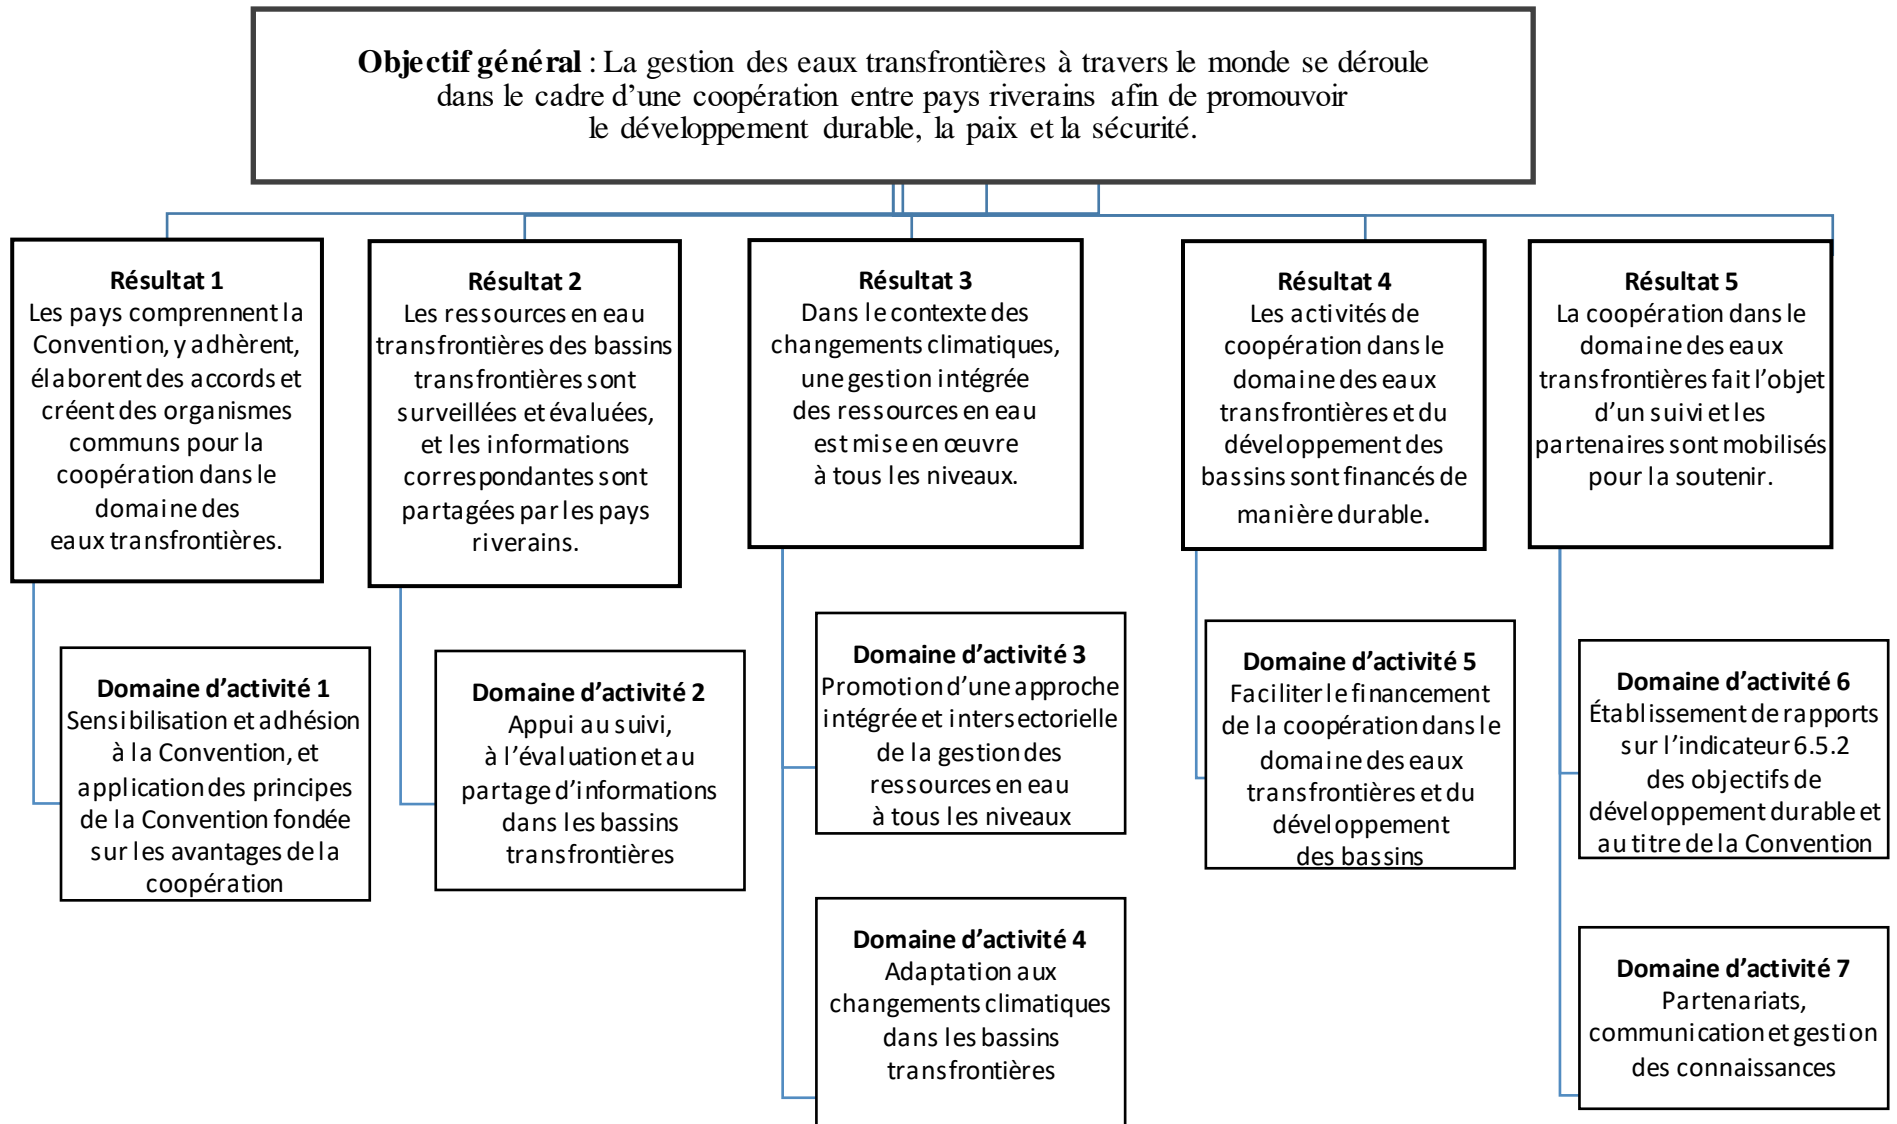 Objectif général : La gestion des eaux transfrontières à travers le monde se déroule
dans le cadre d’une coopération entre pays riverains afin de promouvoir
le développement durable, la paix et la sécurité.
Résultat 1
Les pays comprennent la
Convention, y adhèrent,
élaborent des accords et
créent des organismes
communs pour la
coopération dans le
domaine des
eaux transfrontières.
Résultat 2
Les ressources en eau
transfrontières des bassins
transfrontières sont
surveillées et évaluées,
et les informations
correspondantes sont
partagées par les pays
riverains.
Résultat 3
Dans le contexte des
changements climatiques,
une gestion intégrée
des ressources en eau
est mise en œuvre
à tous les niveaux.
Résultat 4
Les activités de
coopération dans le
domaine des eaux
transfrontières et du
développement des
bassins sont financés de
manière durable.
Résultat 5
La coopération dans le
domaine des eaux
transfrontières fait l’objet
d’un suivi et les
partenaires sont mobilisés
pour la soutenir.
Domaine d’activité 1
Sensibilisation et adhésion
à la Convention, et
application des principes
de la Convention fondée
sur les avantages de la
coopération
Domaine d’activité 2
Appui au suivi,
à l’évaluation et au
partage d’informations
dans les bassins
transfrontières
Domaine d’activité 3
Promotion d’une approche
intégrée et intersectorielle
de la gestion des
ressources en eau
à tous les niveaux
Domaine d’activité 4
Adaptation aux
changements climatiques
dans les bassins
transfrontières
Domaine d’activité 5
Faciliter le financement
de la coopération dans le
domaine des eaux
transfrontières et du
développement
des bassins
Domaine d’activité 6
Établissement de rapports
sur l’indicateur 6.5.2
des objectifs de
développement durable et
au titre de la Convention
Domaine d’activité 7
Partenariats,
communication et gestion
des connaissances